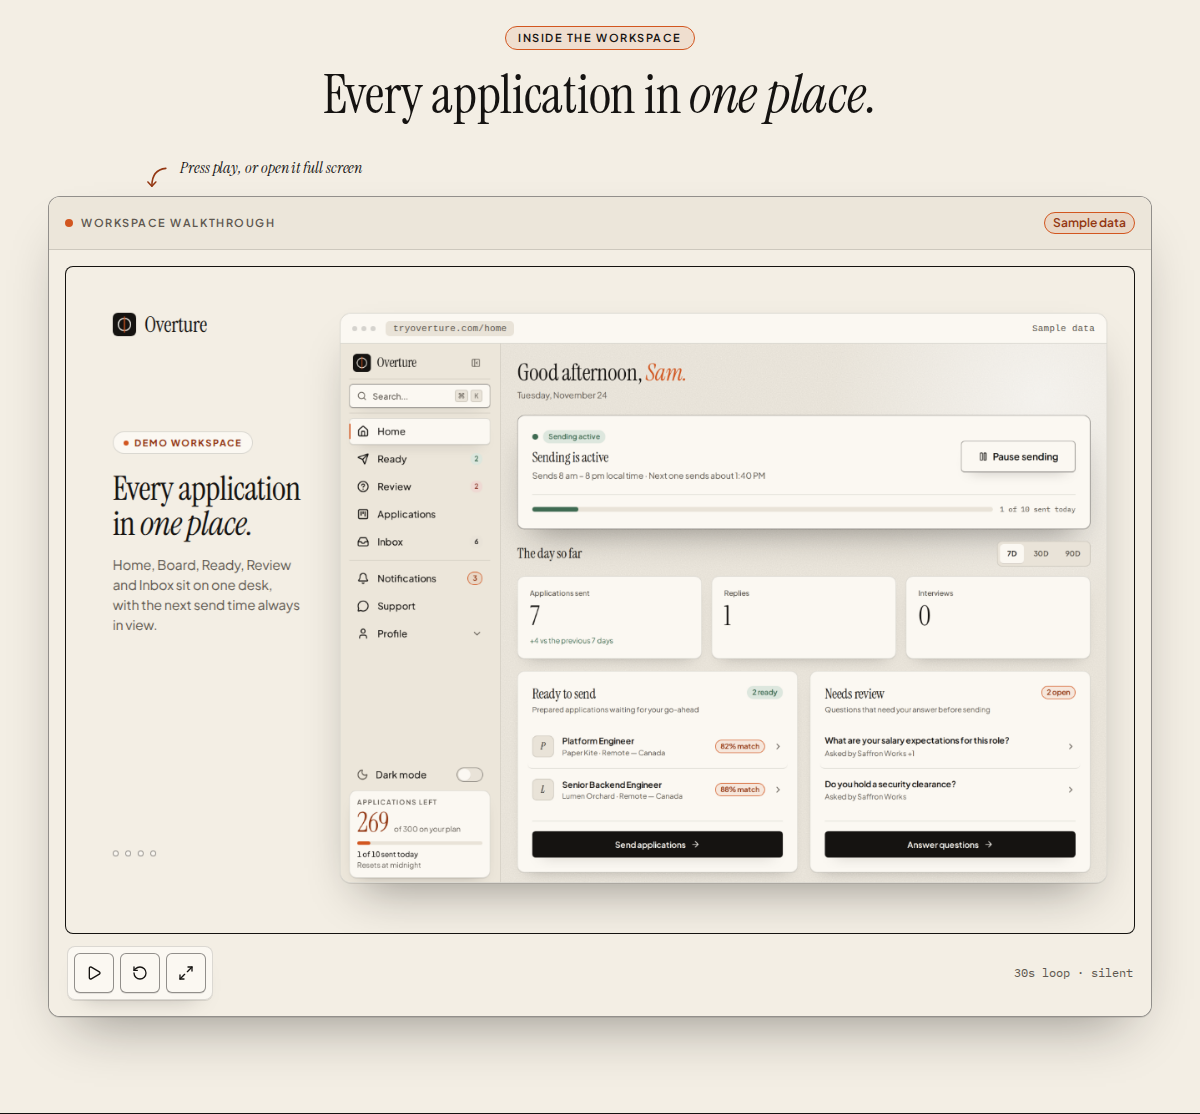 INSIDE THE WORKSPACE
Every application in one place.
Press play, or open it full screen
WORKSPACE WALKTHROUGH
Sample data
Overture
DEMO WORKSPACE
Every application
in one place.
Home, Board, Ready, Review
and Inbox sit on one desk,
with the next send time always
in view.
tryoverture.com/home
Sample data
Overture
Search...
⌘ K
Home
Ready 2
Review 2
Applications
Inbox 6
Notifications 3
Support
Profile
Dark mode
APPLICATIONS LEFT
269 of 300 on your plan
1 of 10 sent today
Resets at midnight
Good afternoon, Sam.
Tuesday, November 24
Sending active
Sending is active
Sends 8 am – 8 pm local time · Next one sends about 1:40 PM
Pause sending
1 of 10 sent today
The day so far
7D 30D 90D
Applications sent
7
+4 vs the previous 7 days
Replies
1
Interviews
0
Ready to send
2 ready
Prepared applications waiting for your go-ahead
P
Platform Engineer
Paper Kite · Remote — Canada
82% match
L
Senior Backend Engineer
Lumen Orchard · Remote — Canada
88% match
Send applications
Needs review
2 open
Questions that need your answer before sending
What are your salary expectations for this role?
Asked by Saffron Works +1
Do you hold a security clearance?
Asked by Saffron Works
Answer questions
30s loop · silent